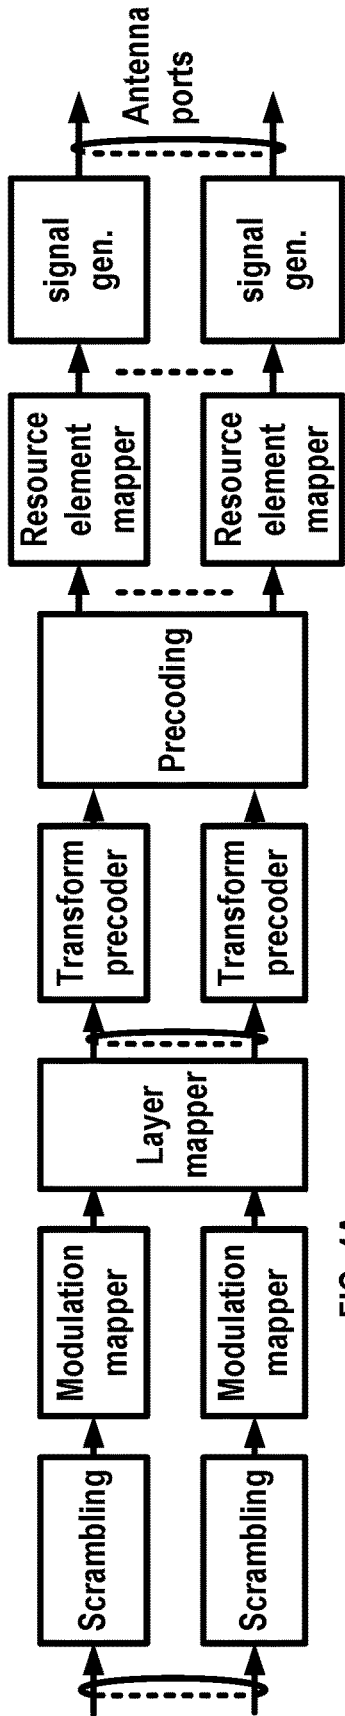 Scrambling
Modulation
mapper
Layer
mapper
Transform
precoder
Precoding
Resource
element
mapper
signal
gen.
Antenna
ports
Scrambling
Modulation
mapper
Transform
precoder
Resource
element
mapper
signal
gen.